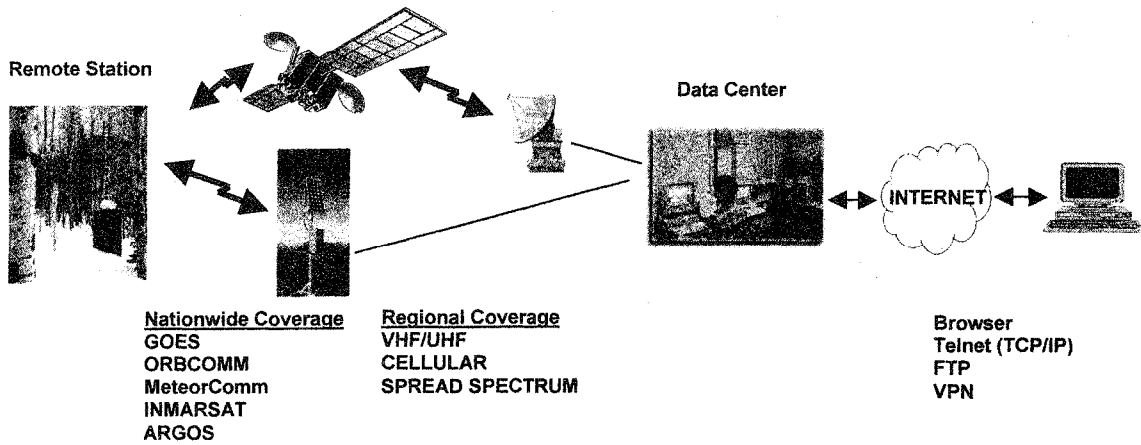 Remote Station
Data Center
INTERNET
Nationwide Coverage
GOES
ORBCOMM
MeteorComm
INMARSAT
ARGOS
Regional Coverage
VHF/UHF
CELLULAR
SPREAD SPECTRUM
Browser
Telnet (TCP/IP)
FTP
VPN